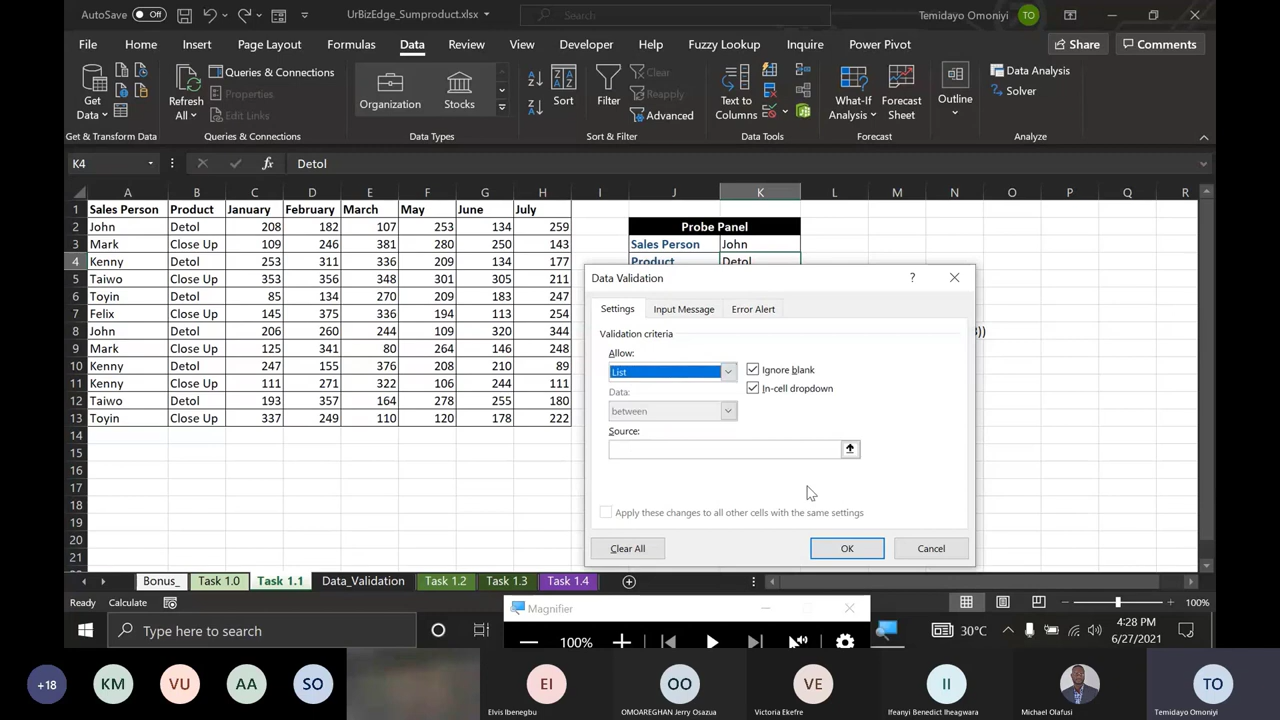 AutoSave Off UrBizEdge_Sumproduct.xlsx Search Temidayo Omoniyi TO
File Home Insert Page Layout Formulas Data Review View Developer Help Fuzzy Lookup Inquire Power Pivot Share Comments
Get Data Refresh All Queries & Connections Properties Edit Links Organization Stocks Sort Filter Clear Reapply Advanced Text to Columns What-If Analysis Forecast Sheet Outline Data Analysis Solver
Get & Transform Data Queries & Connections Data Types Sort & Filter Data Tools Forecast Analyze
K4 fx Detol
A B C D E F G H I J K L M N O P Q R
1 Sales Person Product January February March May June July
2 John Detol 208 182 107 253 134 259 Probe Panel
3 Mark Close Up 109 246 381 280 250 143 Sales Person John
4 Kenny Detol 253 311 336 209 134 177 Product Detol
5 Taiwo Close Up 353 356 348 301 305 211
6 Toyin Detol 85 134 270 209 183 247
7 Felix Close Up 145 375 336 194 113 254
8 John Detol 206 260 244 109 320 344 ))
9 Mark Close Up 125 341 80 264 146 248
10 Kenny Detol 247 155 376 208 210 89
11 Kenny Close Up 111 271 322 106 244 111
12 Taiwo Detol 193 357 164 278 255 180
13 Toyin Close Up 337 249 110 120 178 222
14
15
16
17
18
19
20
21
Data Validation ?
Settings Input Message Error Alert
Validation criteria
Allow:
List Ignore blank
Data: In-cell dropdown
between
Source:
Apply these changes to all other cells with the same settings
Clear All OK Cancel
Bonus_ Task 1.0 Task 1.1 Data_Validation Task 1.2 Task 1.3 Task 1.4
Ready Calculate 100%
Magnifier
100%
Type here to search 30°C 4:28 PM
6/27/2021
+18 KM VU AA SO EI OO VE II TO
Elvis Ibenegbu OMOAREGHAN Jerry Osazua Victoria Ekefre Ifeanyi Benedict Iheagwara Michael Olafusi Temidayo Omoniyi